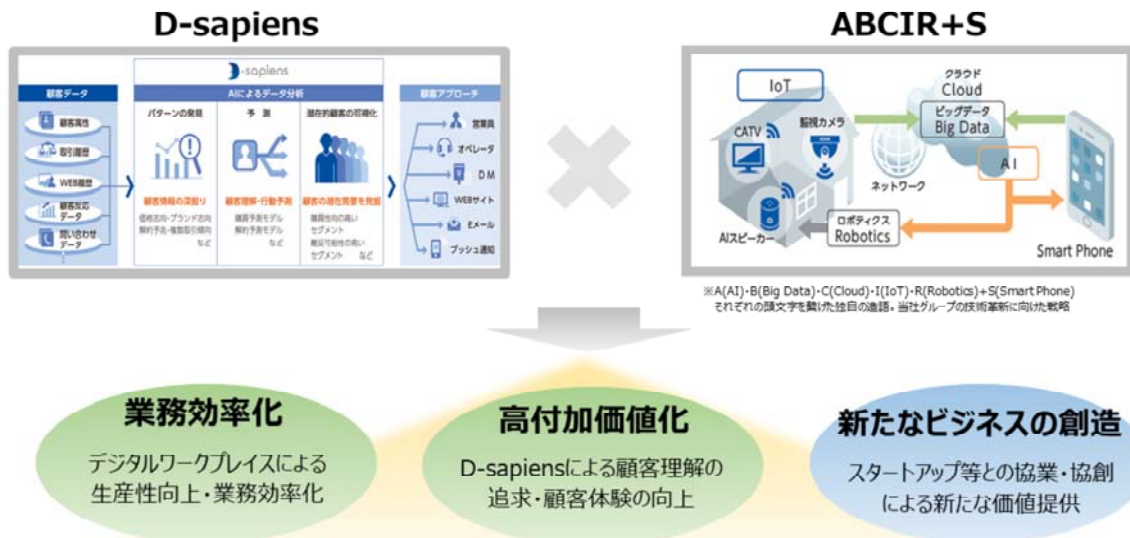 D-sapiens
D-sapiens
顧客データ
顧客属性
取引履歴
WEB履歴
顧客反応
データ
問い合わせ
データ
AIによるデータ分析
パターンの発見
顧客情報の深掘り
価格志向・ブランド志向
解約予兆・複数取引傾向
など
予 測
顧客理解・行動予測
購買予測モデル
解約予測モデル
など
潜在的顧客の可視化
顧客の潜在需要を発掘
購買性向の高い
セグメント
離反可能性の高い
セグメント など
顧客アプローチ
営業員
オペレータ
DM
WEBサイト
Eメール
プッシュ通知
ABCIR+S
IoT
CATV
監視カメラ
AIスピーカー
ネットワーク
クラウド
Cloud
ビッグデータ
Big Data
AI
ロボティクス
Robotics
Smart Phone
※A(AI)・B(Big Data)・C(Cloud)・I(IoT)・R(Robotics)+S(Smart Phone)
それぞれの頭文字を繋げた独自の造語。当社グループの技術革新に向けた戦略
業務効率化
デジタルワークプレイスによる
生産性向上・業務効率化
高付加価値化
D-sapiensによる顧客理解の
追求・顧客体験の向上
新たなビジネスの創造
スタートアップ等との協業・協創
による新たな価値提供